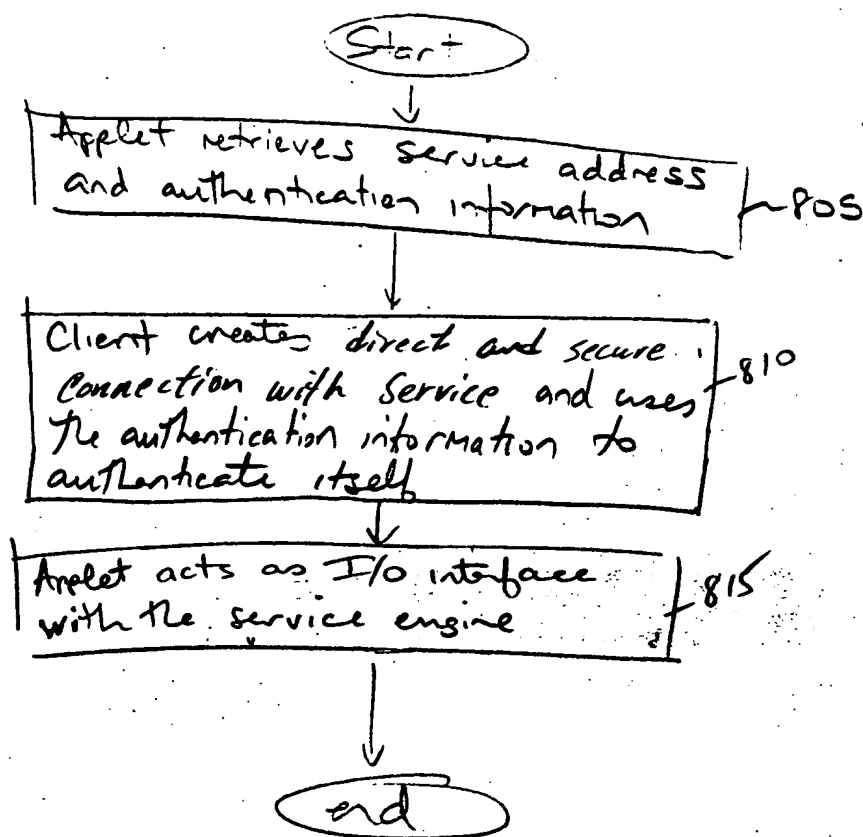 Start
Applet retrieves service address
and authentication information
805
Client creates direct and secure
connection with service and uses
the authentication information to
authenticate itself
810
Applet acts as I/O interface
with the service engine
815
end